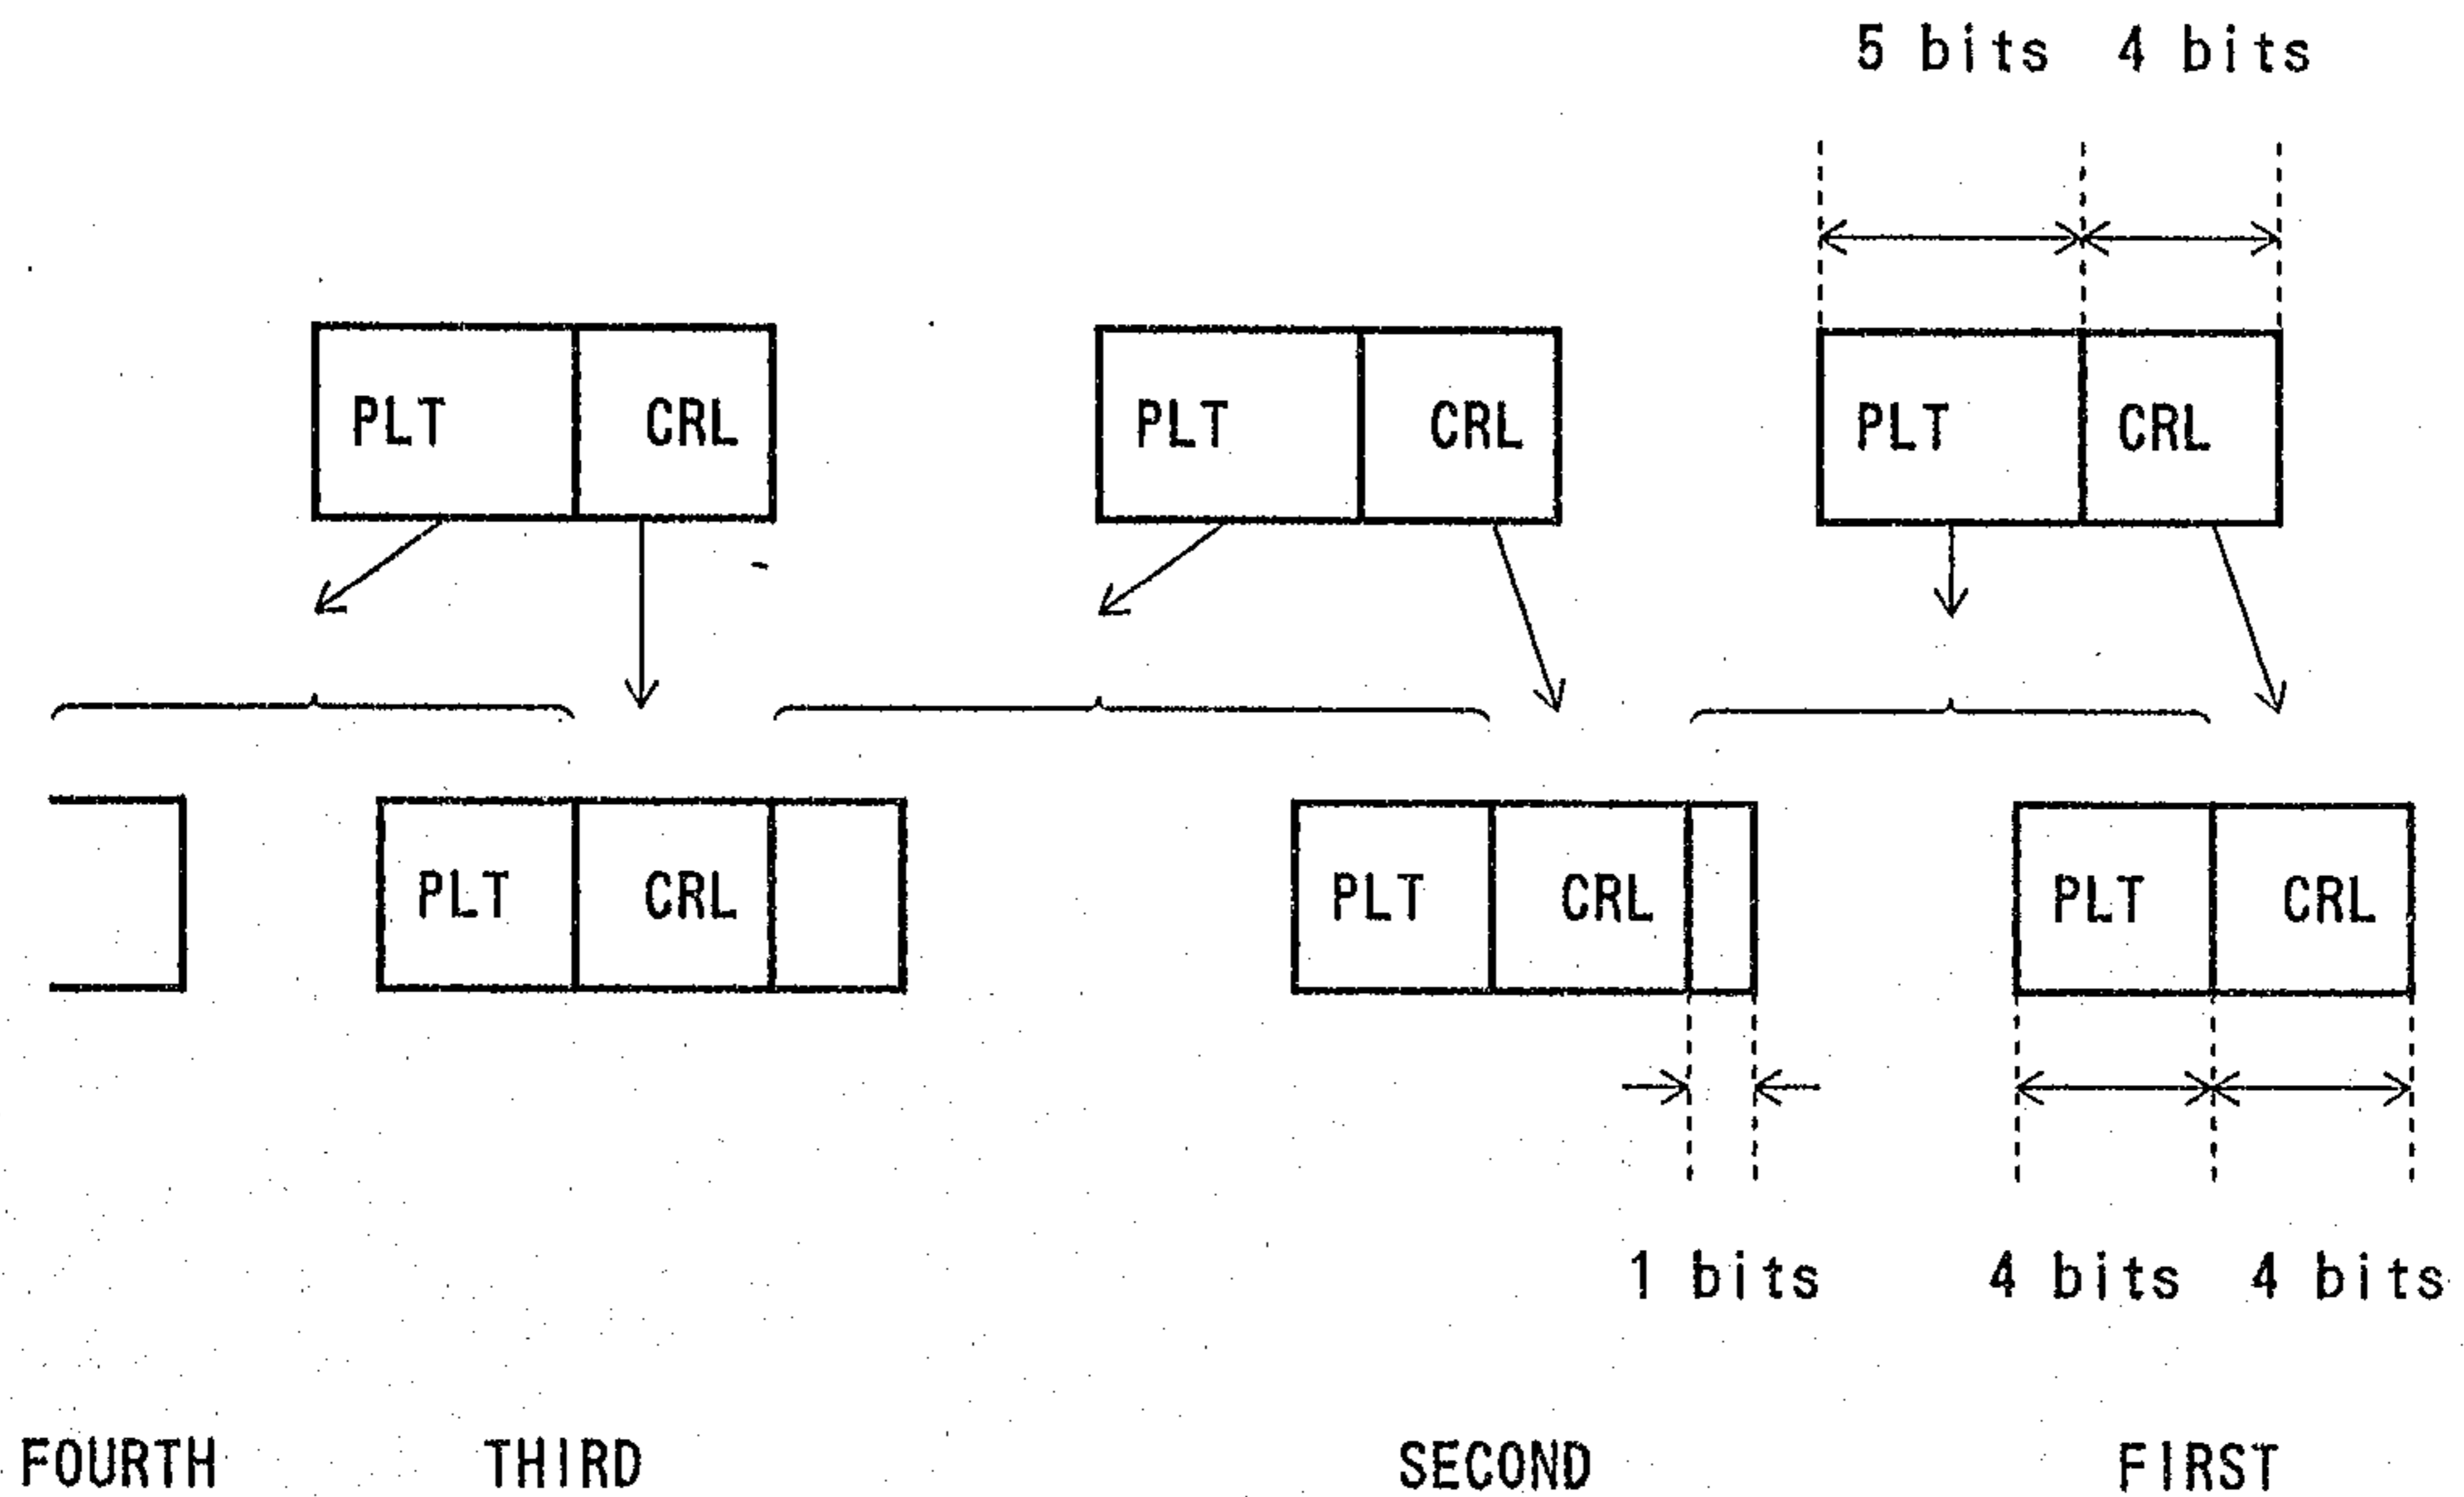 5 bits 4 bits
PLT CRL PLT CRL PLT CRL
PLT CRL PLT CRL PLT CRL
1 bits 4 bits 4 bits
FOURTH THIRD SECOND FIRST